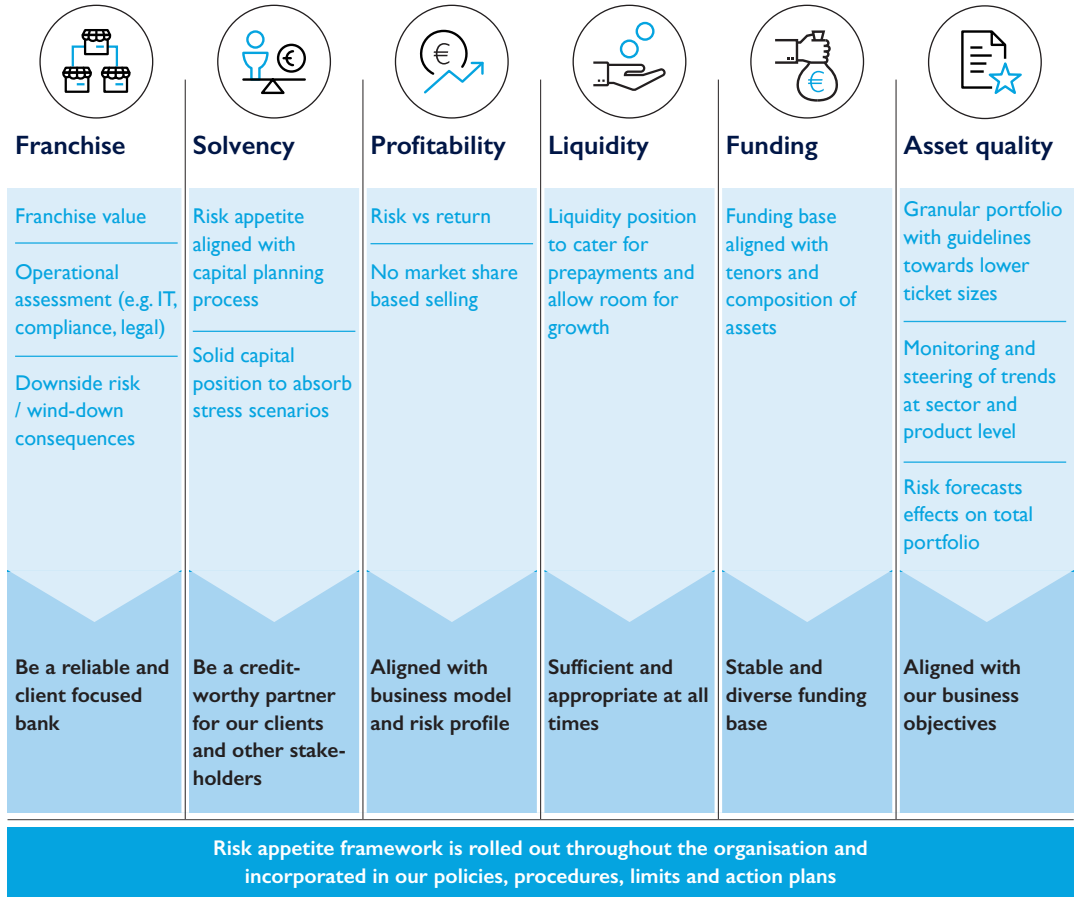 Franchise
Franchise value
Operational
assessment (e.g. IT,
compliance, legal)
Downside risk
/ wind-down
consequences
Be a reliable and
client focused
bank
Solvency
Risk appetite
aligned with
capital planning
process
Solid capital
position to absorb
stress scenarios
Be a credit-
worthy partner
for our clients
and other stake-
holders
Profitability
Risk vs return
No market share
based selling
Aligned with
business model
and risk profile
Liquidity
Liquidity position
to cater for
prepayments and
allow room for
growth
Sufficient and
appropriate at all
times
Funding
Funding base
aligned with
tenors and
composition of
assets
Stable and
diverse funding
base
Asset quality
Granular portfolio
with guidelines
towards lower
ticket sizes
Monitoring and
steering of trends
at sector and
product level
Risk forecasts
effects on total
portfolio
Aligned with
our business
objectives
Risk appetite framework is rolled out throughout the organisation and
incorporated in our policies, procedures, limits and action plans